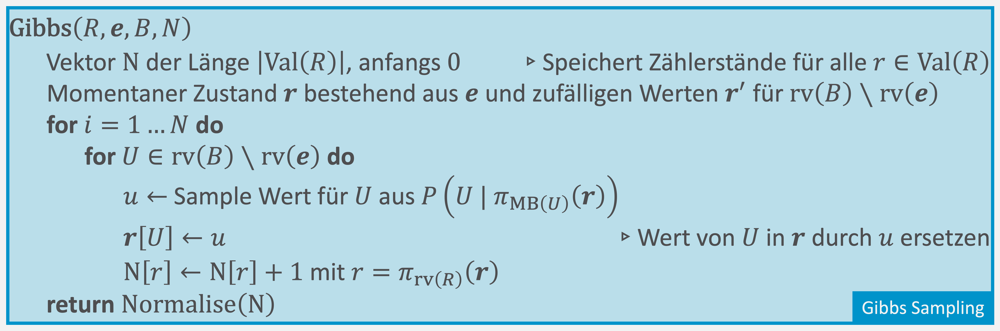 Gibbs(R, e, B, N)
Vektor N der Länge |Val(R)|, anfangs 0 ▹ Speichert Zählerstände für alle r ∈ Val(R)
Momentaner Zustand r bestehend aus e und zufälligen Werten r′ für rv(B) \ rv(e)
for i = 1 … N do
for U ∈ rv(B) \ rv(e) do
u ← Sample Wert für U aus P(U | π_MB(U)(r))
r[U] ← u ▹ Wert von U in r durch u ersetzen
N[r] ← N[r] + 1 mit r = π_rv(R)(r)
return Normalise(N)
Gibbs Sampling